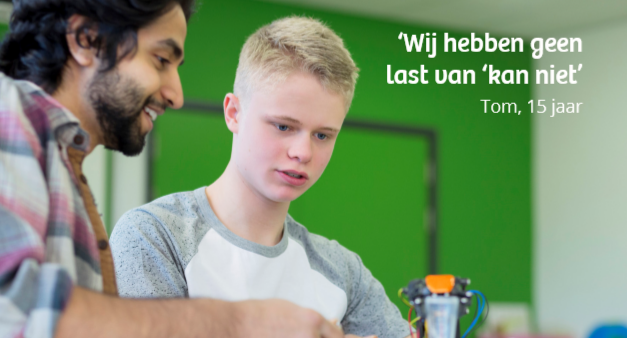 ‘Wij hebben geen
last van ‘kan niet’
Tom, 15 jaar